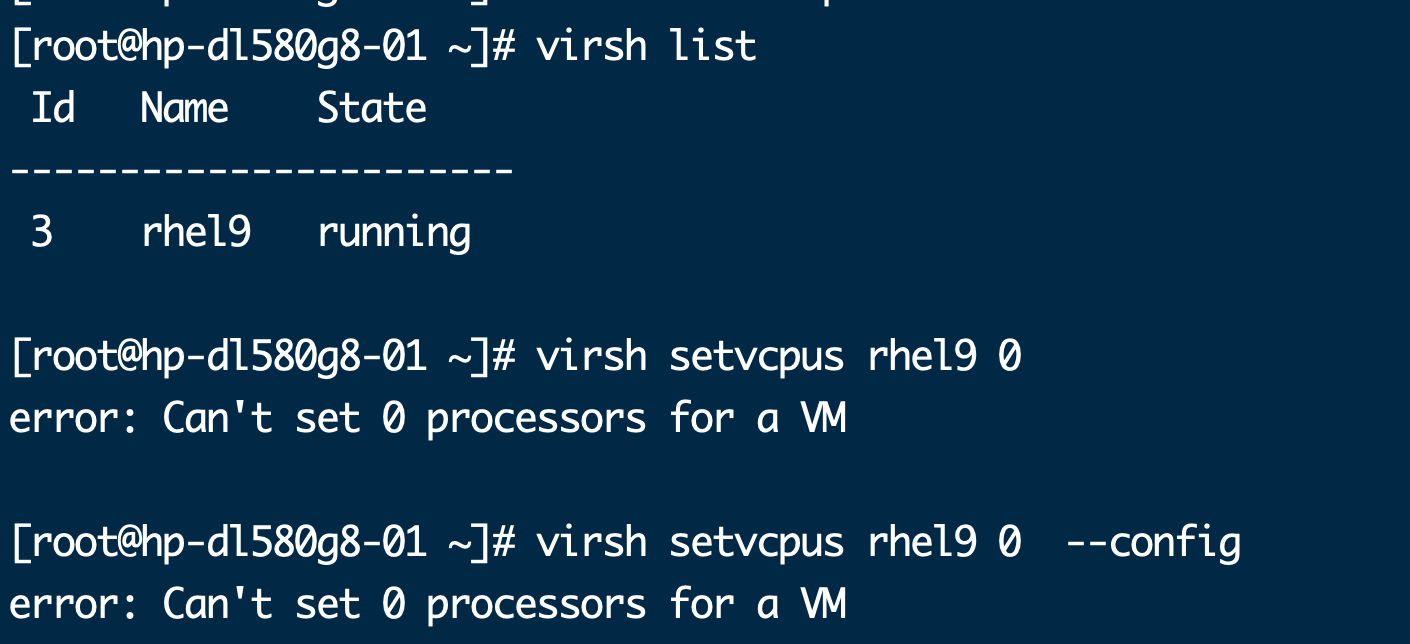 [root@hp-dl580g8-01 ~]# virsh list
 Id   Name    State
-----------------------
 3    rhel9   running

[root@hp-dl580g8-01 ~]# virsh setvcpus rhel9 0
error: Can't set 0 processors for a VM

[root@hp-dl580g8-01 ~]# virsh setvcpus rhel9 0  --config
error: Can't set 0 processors for a VM